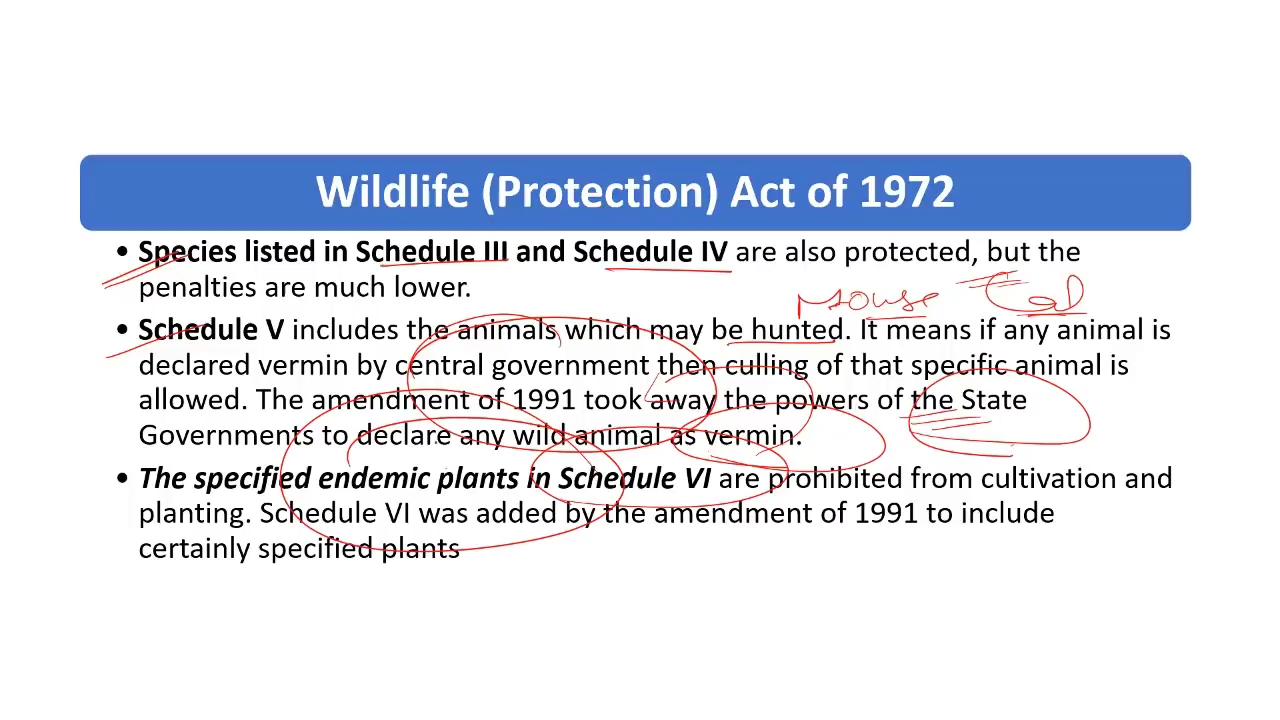 Wildlife (Protection) Act of 1972
• Species listed in Schedule III and Schedule IV are also protected, but the
penalties are much lower.
Mouse
• Schedule V includes the animals which may be hunted. It means if any animal is
declared vermin by central government then culling of that specific animal is
allowed. The amendment of 1991 took away the powers of the State
Governments to declare any wild animal as vermin.
• The specified endemic plants in Schedule VI are prohibited from cultivation and
planting. Schedule VI was added by the amendment of 1991 to include
certainly specified plants